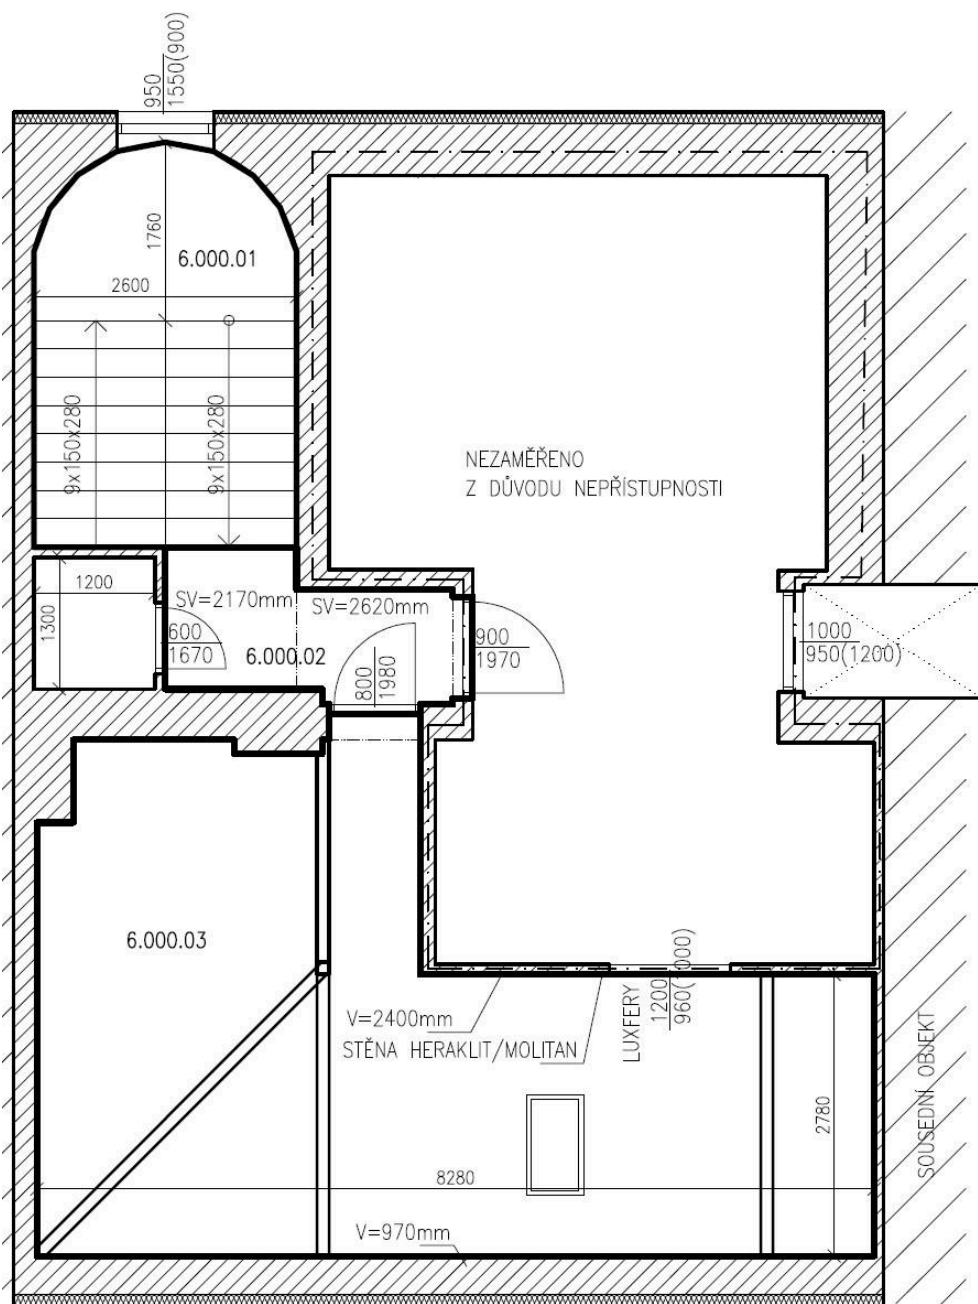 950
1550(900)
1760
6.000.01
2600
9x150x280
9x150x280
NEZAMĚŘENO
Z DŮVODU NEPŘÍSTUPNOSTI
1200
1300
SV=2170mm
SV=2620mm
600
1670
6.000.02
800
1980
900
1970
1000
950(1200)
6.000.03
V=2400mm
STĚNA HERAKLIT/MOLITAN
LUXFERY
1200
960(1000)
2780
SOUSEDNÍ OBJEKT
8280
V=970mm